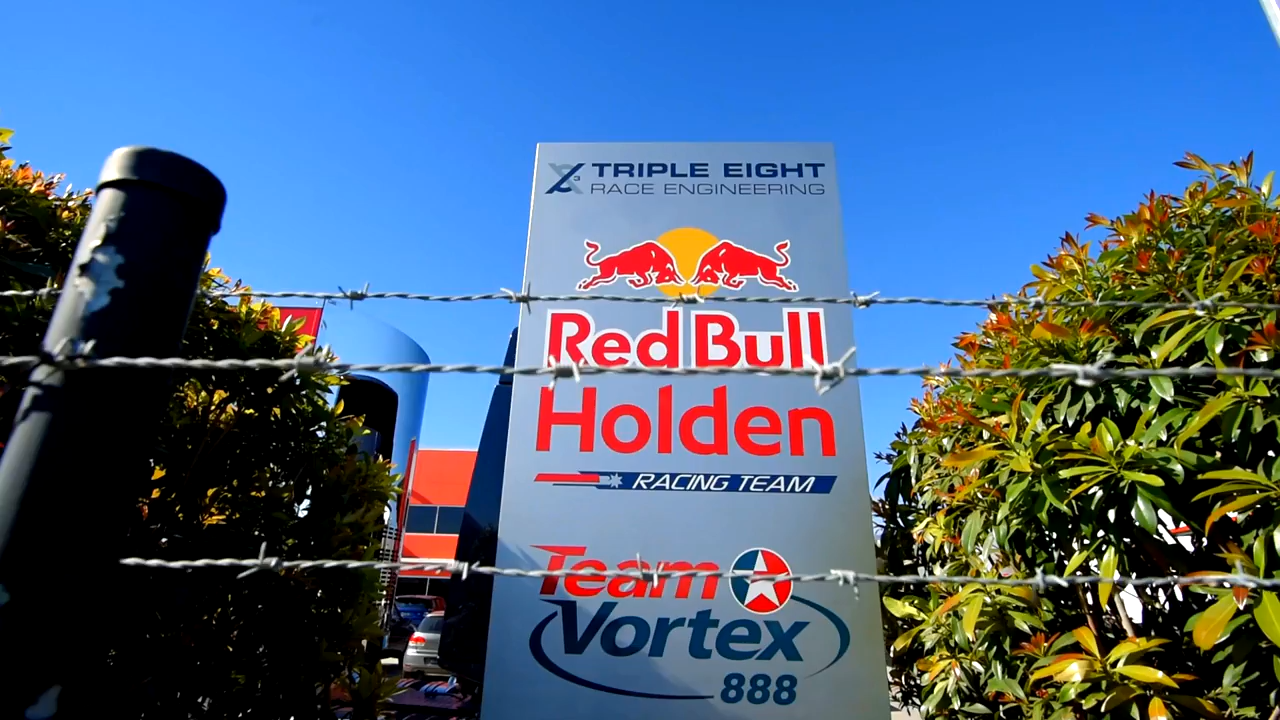 TRIPLE EIGHT
RACE ENGINEERING
Red Bull
Holden
RACING TEAM
Team
Vortex
888